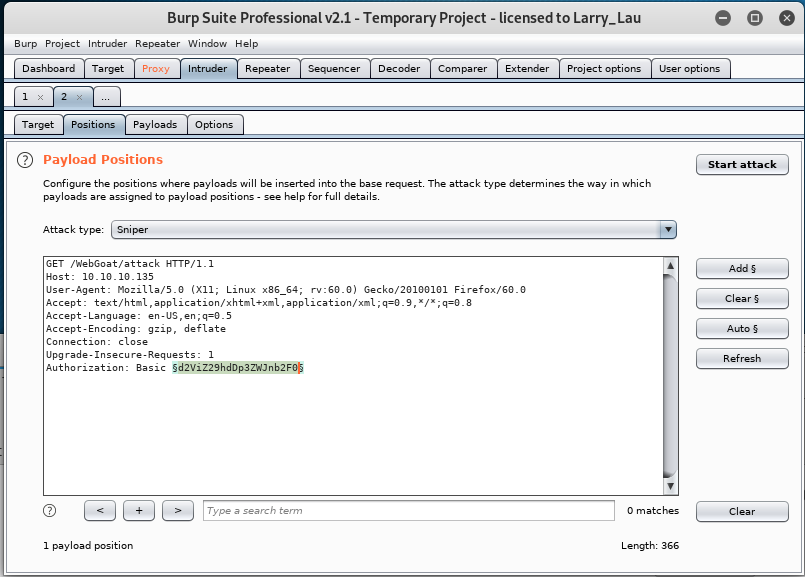 Burp Suite Professional v2.1 - Temporary Project - licensed to Larry_Lau
Burp Project Intruder Repeater Window Help
Dashboard Target Proxy Intruder Repeater Sequencer Decoder Comparer Extender Project options User options
1 × 2 × ...
Target Positions Payloads Options
? Payload Positions
Start attack
Configure the positions where payloads will be inserted into the base request. The attack type determines the way in which
payloads are assigned to payload positions - see help for full details.
Attack type: Sniper
GET /WebGoat/attack HTTP/1.1
Host: 10.10.10.135
User-Agent: Mozilla/5.0 (X11; Linux x86_64; rv:60.0) Gecko/20100101 Firefox/60.0
Accept: text/html,application/xhtml+xml,application/xml;q=0.9,*/*;q=0.8
Accept-Language: en-US,en;q=0.5
Accept-Encoding: gzip, deflate
Connection: close
Upgrade-Insecure-Requests: 1
Authorization: Basic §d2ViZ29hdDp3ZWJnb2F0§
Add §
Clear §
Auto §
Refresh
? < + > Type a search term 0 matches Clear
1 payload position Length: 366